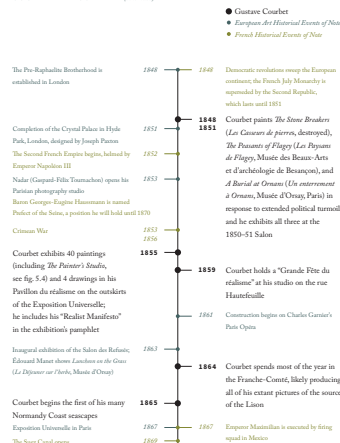 Gustave Courbet
European Art Historical Events of Note
French Historical Events of Note
The Pre-Raphaelite Brotherhood is
established in London
1848
1848
Democratic revolutions sweep the European
continent; the French July Monarchy is
superseded by the Second Republic,
which lasts until 1851
1848
1851
Courbet paints The Stone Breakers
(Les Casseurs de pierres, destroyed),
The Peasants of Flagey (Les Paysans
de Flagey, Musée des Beaux-Arts
et d'archéologie de Besançon), and
A Burial at Ornans (Un enterrement
à Ornans, Musée d'Orsay, Paris) in
response to extended political turmoil
and he exhibits all three at the
1850–51 Salon
Completion of the Crystal Palace in Hyde
Park, London, designed by Joseph Paxton
1851
The Second French Empire begins, helmed by
Emperor Napoleon III
1852
Nadar (Gaspard-Félix Tournachon) opens his
Parisian photography studio
1853
Baron Georges-Eugène Haussmann is named
Prefect of the Seine, a position he will hold until 1870
Crimean War
1853
1856
Courbet exhibits 40 paintings
(including The Painter's Studio,
see fig. 5.4) and 4 drawings in his
Pavillon du réalisme on the outskirts
of the Exposition Universelle;
he includes his "Realist Manifesto"
in the exhibition's pamphlet
1855
1859
Courbet holds a "Grande Fête du
réalisme" at his studio on the rue
Hautefeuille
1861
Construction begins on Charles Garnier's
Paris Opéra
Inaugural exhibition of the Salon des Refusés;
Édouard Manet shows Luncheon on the Grass
(Le Déjeuner sur l'herbe, Musée d'Orsay)
1863
1864
Courbet spends most of the year in
the Franche-Comté, likely producing
all of his extant pictures of the source
of the Lison
Courbet begins the first of his many
Normandy Coast seascapes
1865
Exposition Universelle in Paris
1867
1867
Emperor Maximilian is executed by firing
squad in Mexico
The Suez Canal opens
1869